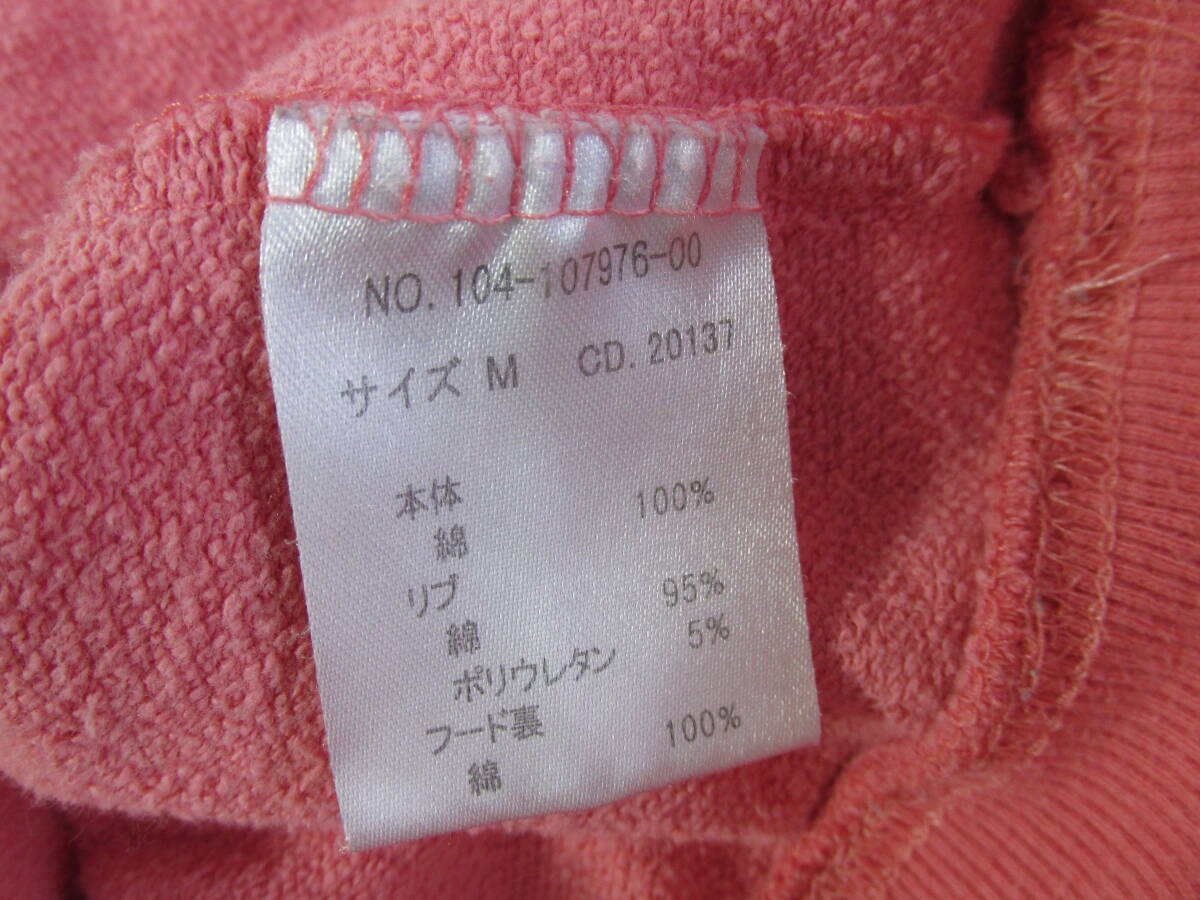 NO. 104-107976-00
サイズ M CD. 20137
本体
綿 100%
リブ
綿 95%
ポリウレタン 5%
フード裏
綿 100%